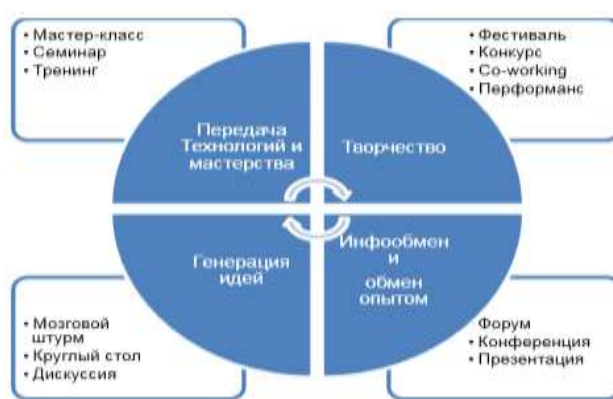 • Мастер-класс
• Семинар
• Тренинг
• Фестиваль
• Конкурс
• Co-working
• Перформанс
Передача
Технологий и
мастерства
Творчество
Генерация
идей
Инфообмен
и
обмен
опытом
• Мозговой
штурм
• Круглый стол
• Дискуссия
Форум
• Конференция
• Презентация